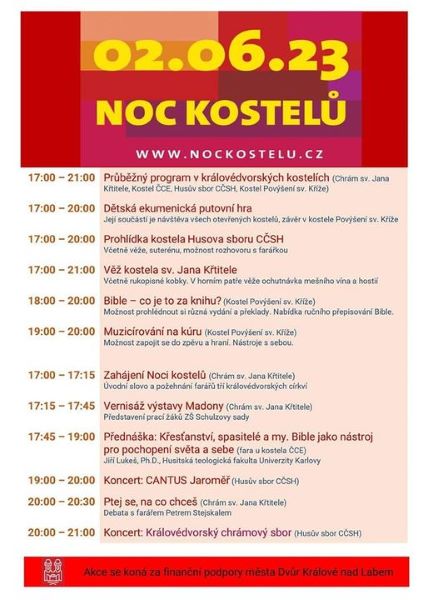 02.06.23
NOC KOSTELŮ
WWW.NOCKOSTELU.CZ
17:00 – 21:00 Průběžný program v královédvorských kostelích (Chrám sv. Jana
Křtitele, Kostel ČCE, Husův sbor CČSH, Kostel Povýšení sv. Kříže)
17:00 – 20:00 Dětská ekumenická putovní hra
Její součástí je návštěva všech otevřených kostelů, závěr v kostele Povýšení sv. Kříže
17:00 – 20:00 Prohlídka kostela Husova sboru CČSH
Včetně věže, suterénu, možnost rozhovoru s farářkou
17:00 – 21:00 Věž kostela sv. Jana Křtitele
Včetně rukopisné kobky. V horním patře věže ochutnávka mešního vína a hostií
18:00 – 20:00 Bible – co je to za knihu? (Kostel Povýšení sv. Kříže)
Možnost prohlédnout si různá vydání a překlady. Nabídka ručního přepisování Bible.
19:00 – 20:00 Muzicírování na kúru (Kostel Povýšení sv. Kříže)
Možnost zapojit se do zpěvu a hraní. Nástroje s sebou.
17:00 – 17:15 Zahájení Noci kostelů (Chrám sv. Jana Křtitele)
Úvodní slovo a požehnání farářů tří královédvorských církví
17:15 – 17:45 Vernisáž výstavy Madony (Chrám sv. Jana Křtitele)
Představení prací žáků ZŠ Schulzovy sady
17:45 – 19:00 Přednáška: Křesťanství, spasitelé a my. Bible jako nástroj
pro pochopení světa a sebe (fara u kostela ČCE)
Jiří Lukeš, Ph.D., Husitská teologická fakulta Univerzity Karlovy
19:00 – 20:00 Koncert: CANTUS Jaroměř (Husův sbor CČSH)
20:00 – 20:30 Ptej se, na co chceš (Chrám sv. Jana Křtitele)
Debata s farářem Petrem Stejskalem
20:00 – 21:00 Koncert: Královédvorský chrámový sbor (Husův sbor CČSH)
Akce se koná za finanční podpory města Dvůr Králové nad Labem